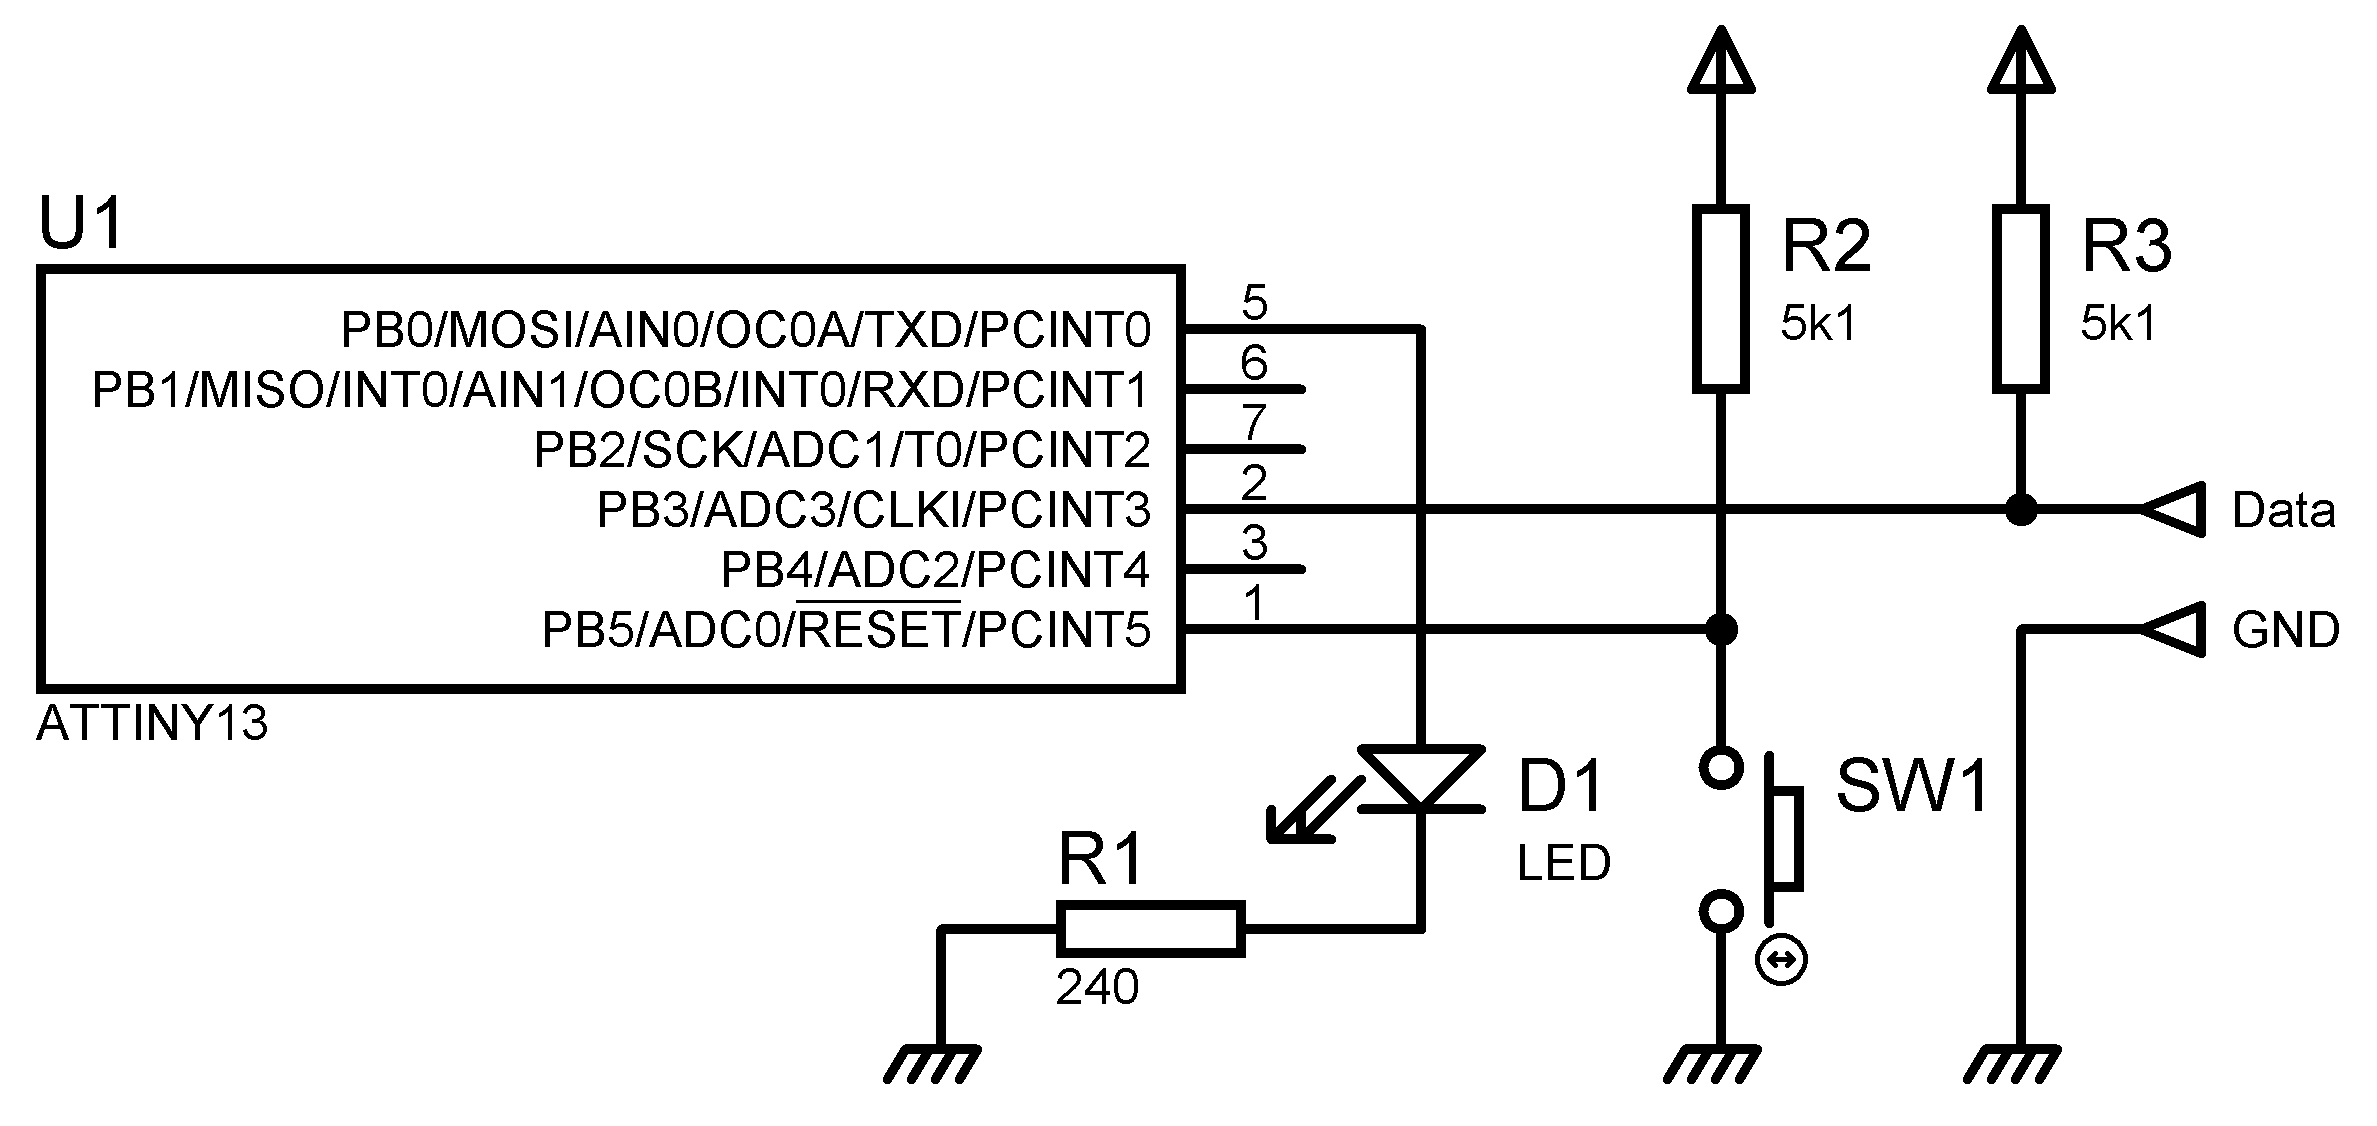 U1
PB0/MOSI/AIN0/OC0A/TXD/PCINT0
5
PB1/MISO/INT0/AIN1/OC0B/INT0/RXD/PCINT1
6
PB2/SCK/ADC1/T0/PCINT2
7
PB3/ADC3/CLKI/PCINT3
2
PB4/ADC2/PCINT4
3
PB5/ADC0/RESET/PCINT5
1
ATTINY13
R2
5k1
R3
5k1
Data
GND
D1
LED
SW1
R1
240